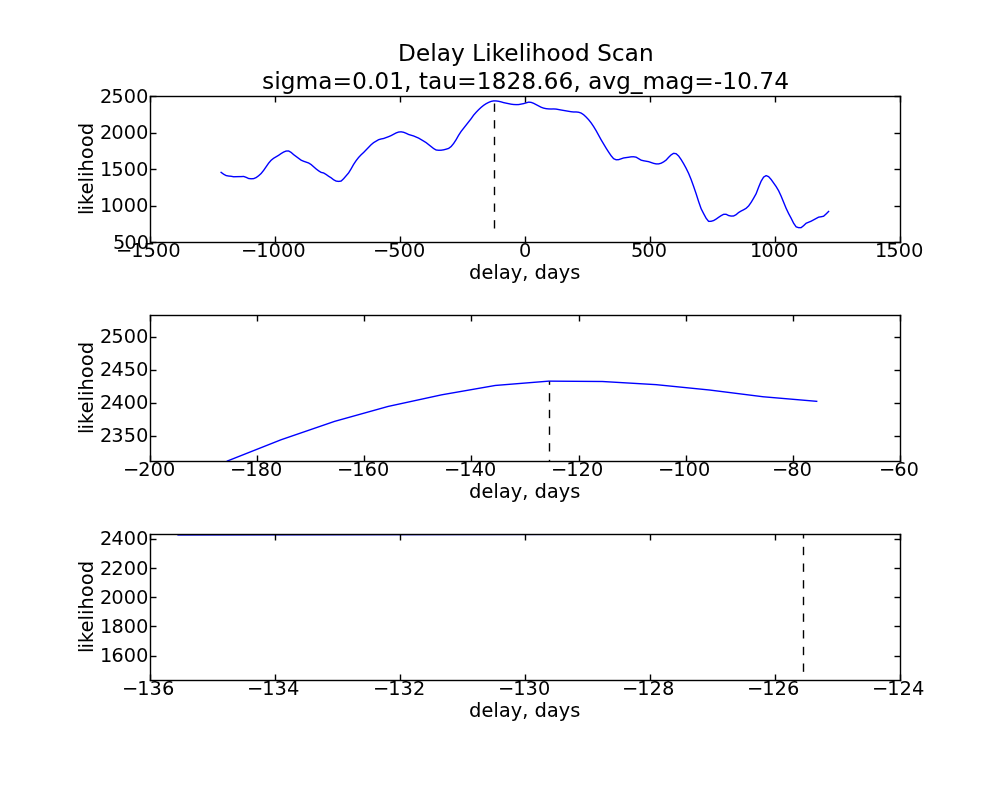 Delay Likelihood Scan
sigma=0.01, tau=1828.66, avg_mag=-10.74
2500
2000
1500
1000
500
likelihood
−1500 −1000 −500 0 500 1000 1500
delay, days
2500
2450
2400
2350
likelihood
−200 −180 −160 −140 −120 −100 −80 −60
delay, days
2400
2200
2000
1800
1600
likelihood
−136 −134 −132 −130 −128 −126 −124
delay, days